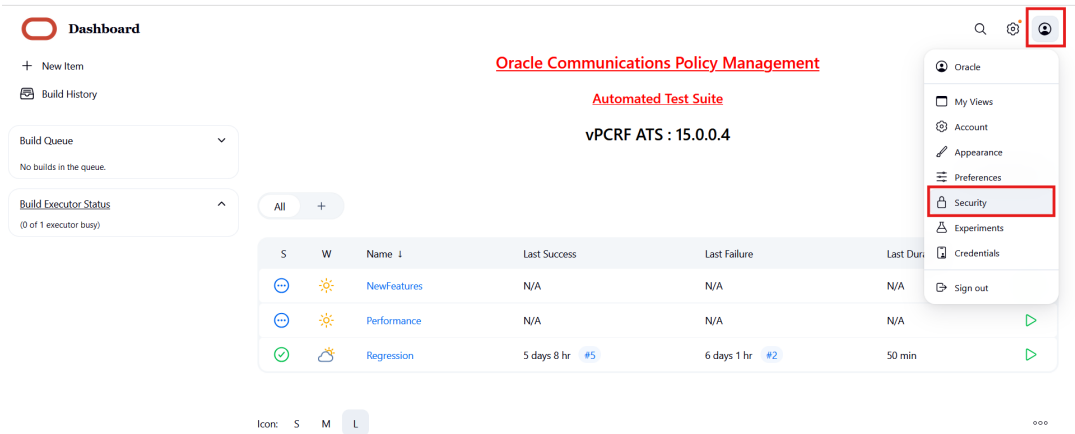 Dashboard
New Item
Build History
Build Queue
No builds in the queue.
Build Executor Status
(0 of 1 executor busy)
Oracle Communications Policy Management
Automated Test Suite
vPCRF ATS : 15.0.0.4
All +
S W Name ↓ Last Success Last Failure Last Dura
NewFeatures N/A N/A N/A
Performance N/A N/A N/A
Regression 5 days 8 hr #5 6 days 1 hr #2 50 min
Icon: S M L
Oracle
My Views
Account
Appearance
Preferences
Security
Experiments
Credentials
Sign out